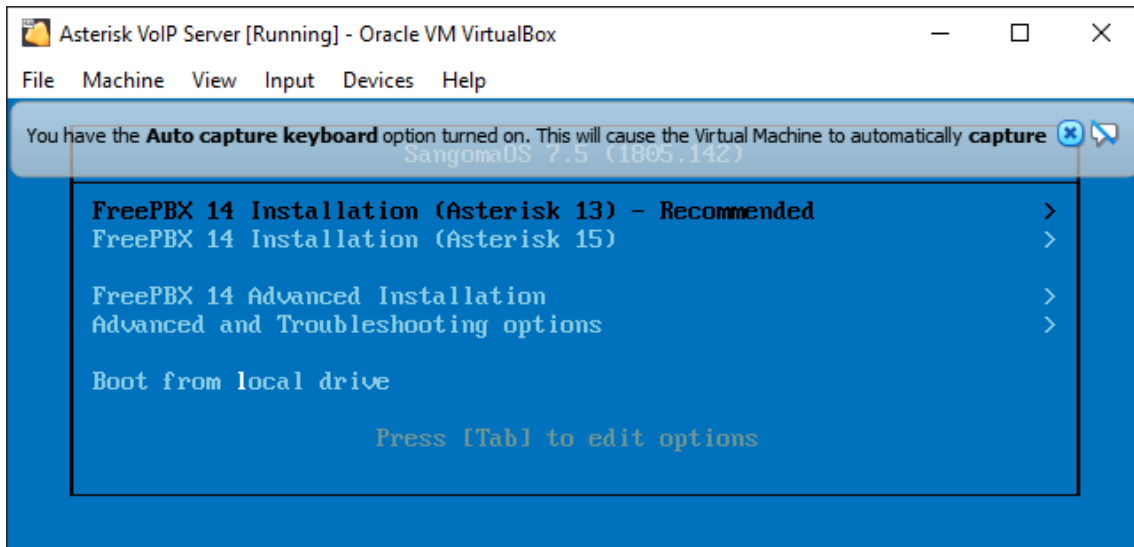 Asterisk VoIP Server [Running] - Oracle VM VirtualBox
File Machine View Input Devices Help
You have the Auto capture keyboard option turned on. This will cause the Virtual Machine to automatically capture
SangomaOS 7.5 (1805.142)
FreePBX 14 Installation (Asterisk 13) - Recommended >
FreePBX 14 Installation (Asterisk 15) >
FreePBX 14 Advanced Installation >
Advanced and Troubleshooting options >
Boot from local drive
Press [Tab] to edit options